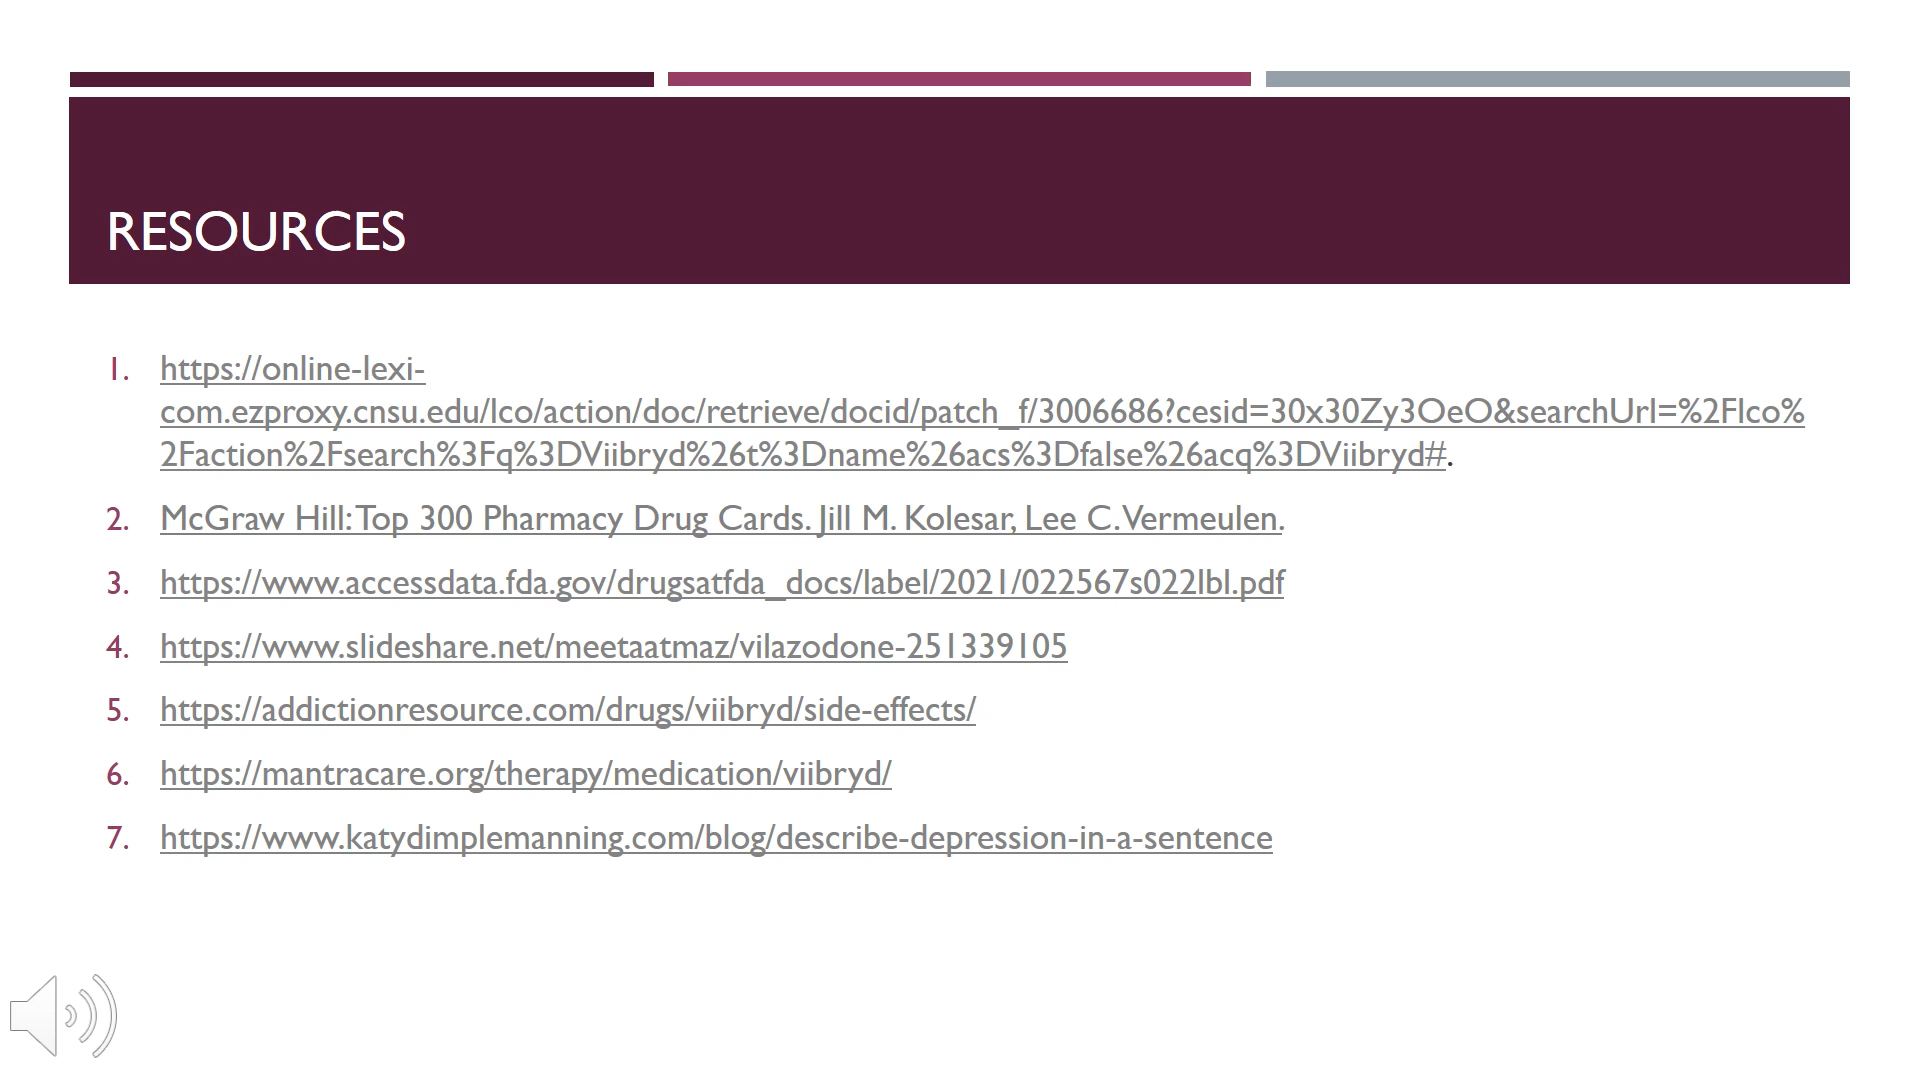 RESOURCES
1. https://online-lexi-
com.ezproxy.cnsu.edu/lco/action/doc/retrieve/docid/patch_f/3006686?cesid=30x30Zy3OeO&searchUrl=%2Flco%
2Faction%2Fsearch%3Fq%3DViibryd%26t%3Dname%26acs%3Dfalse%26acq%3DViibryd#.
2. McGraw Hill: Top 300 Pharmacy Drug Cards. Jill M. Kolesar, Lee C. Vermeulen.
3. https://www.accessdata.fda.gov/drugsatfda_docs/label/2021/022567s022lbl.pdf
4. https://www.slideshare.net/meetaatmaz/vilazodone-251339105
5. https://addictionresource.com/drugs/viibryd/side-effects/
6. https://mantracare.org/therapy/medication/viibryd/
7. https://www.katydimplemanning.com/blog/describe-depression-in-a-sentence